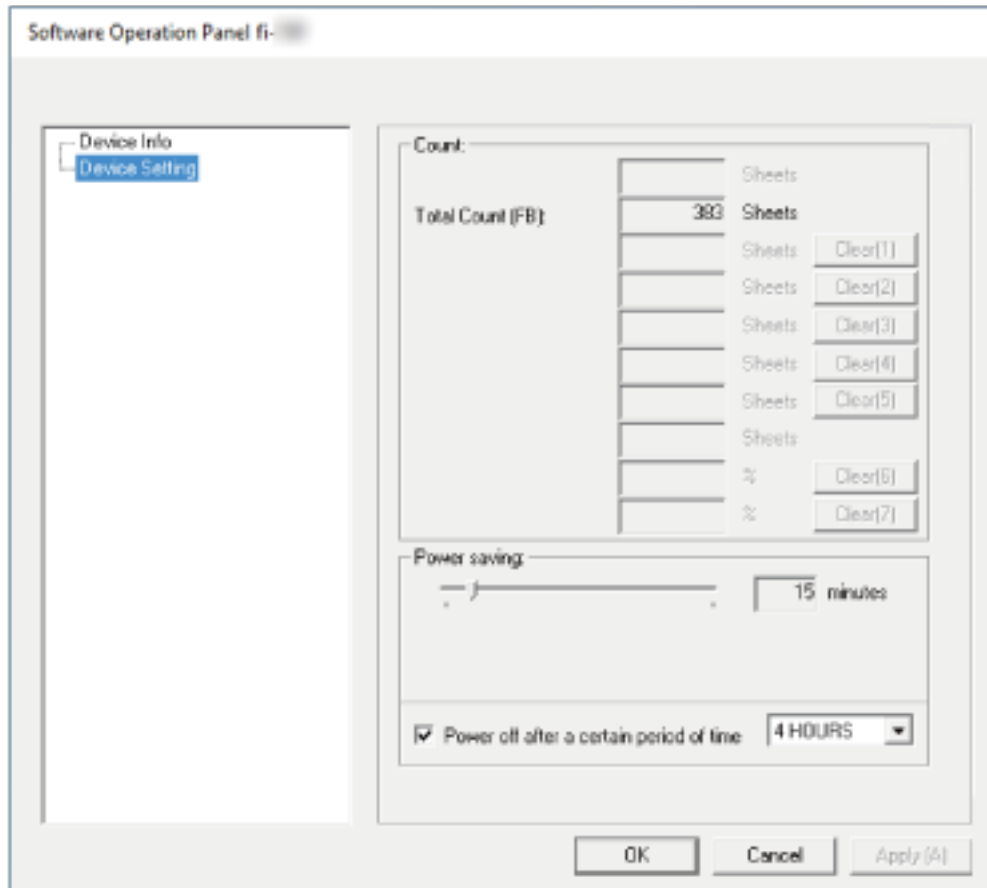 Software Operation Panel fi-
Device Info
Device Setting
Count:
Sheets
Total Count (FB): 383 Sheets
Sheets Clear(1)
Sheets Clear(2)
Sheets Clear(3)
Sheets Clear(4)
Sheets Clear(5)
Sheets
% Clear(6)
% Clear(7)
Power saving:
15 minutes
Power off after a certain period of time 4 HOURS
OK Cancel Apply (A)